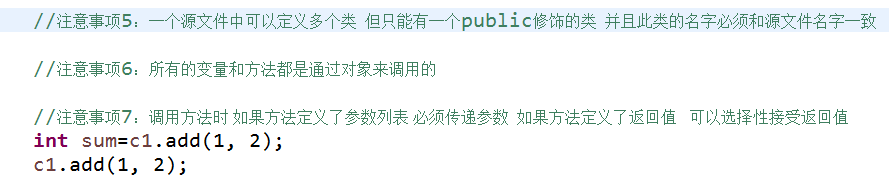 //注意事项5：一个源文件中可以定义多个类 但只能有一个public修饰的类 并且此类的名字必须和源文件名字一致
//注意事项6：所有的变量和方法都是通过对象来调用的
//注意事项7：调用方法时 如果方法定义了参数列表 必须传递参数 如果方法定义了返回值  可以选择性接受返回值
int sum=c1.add(1, 2);
c1.add(1, 2);